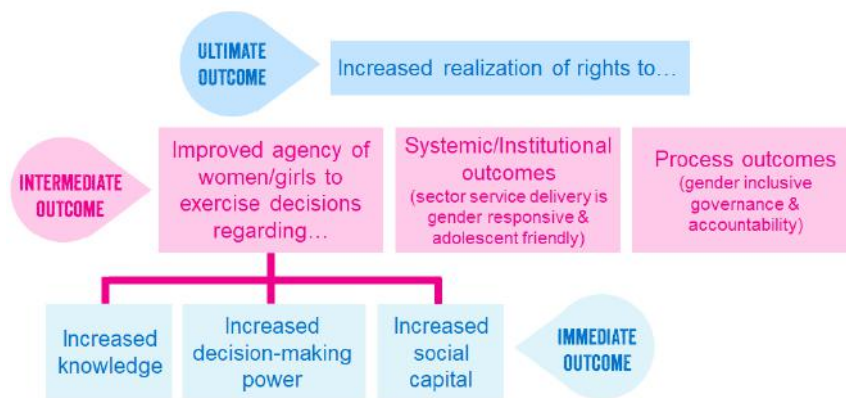 ULTIMATE
OUTCOME
Increased realization of rights to…
INTERMEDIATE
OUTCOME
Improved agency of
women/girls to
exercise decisions
regarding…
Systemic/Institutional
outcomes
(sector service delivery is
gender responsive &
adolescent friendly)
Process outcomes
(gender inclusive
governance &
accountability)
Increased
knowledge
Increased
decision-making
power
Increased
social
capital
IMMEDIATE
OUTCOME